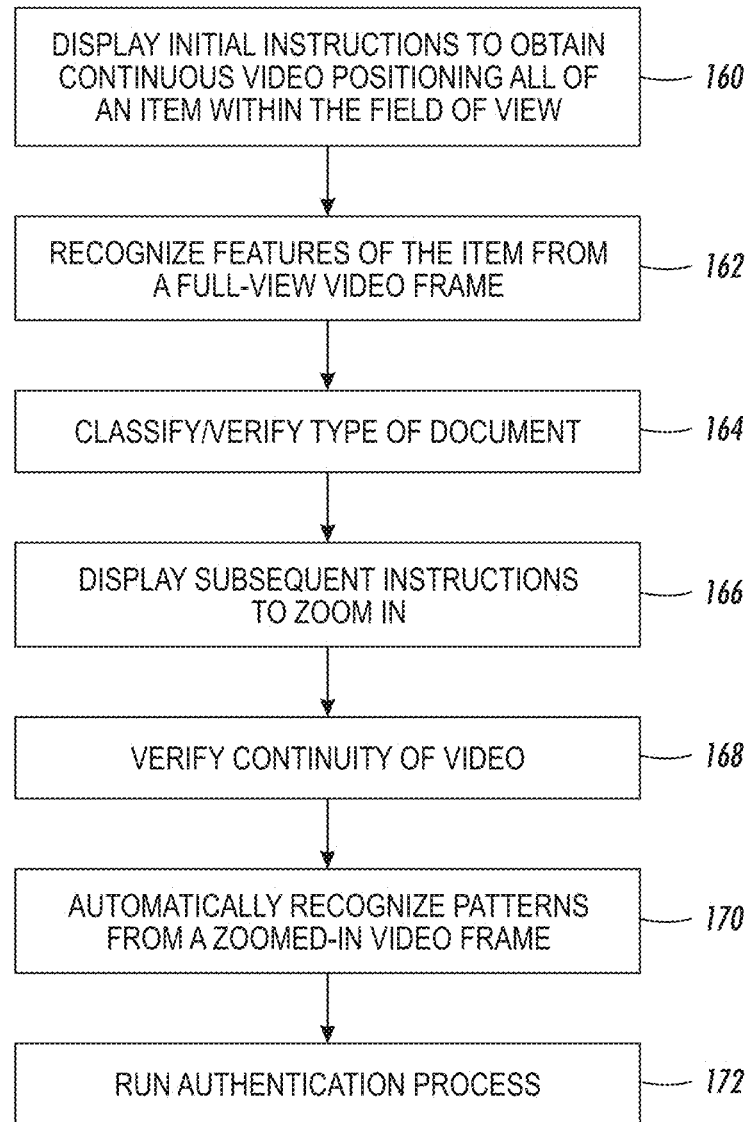 DISPLAY INITIAL INSTRUCTIONS TO OBTAIN
CONTINUOUS VIDEO POSITIONING ALL OF
AN ITEM WITHIN THE FIELD OF VIEW
160
RECOGNIZE FEATURES OF THE ITEM FROM
A FULL-VIEW VIDEO FRAME
162
CLASSIFY/VERIFY TYPE OF DOCUMENT
164
DISPLAY SUBSEQUENT INSTRUCTIONS
TO ZOOM IN
166
VERIFY CONTINUITY OF VIDEO
168
AUTOMATICALLY RECOGNIZE PATTERNS
FROM A ZOOMED-IN VIDEO FRAME
170
RUN AUTHENTICATION PROCESS
172